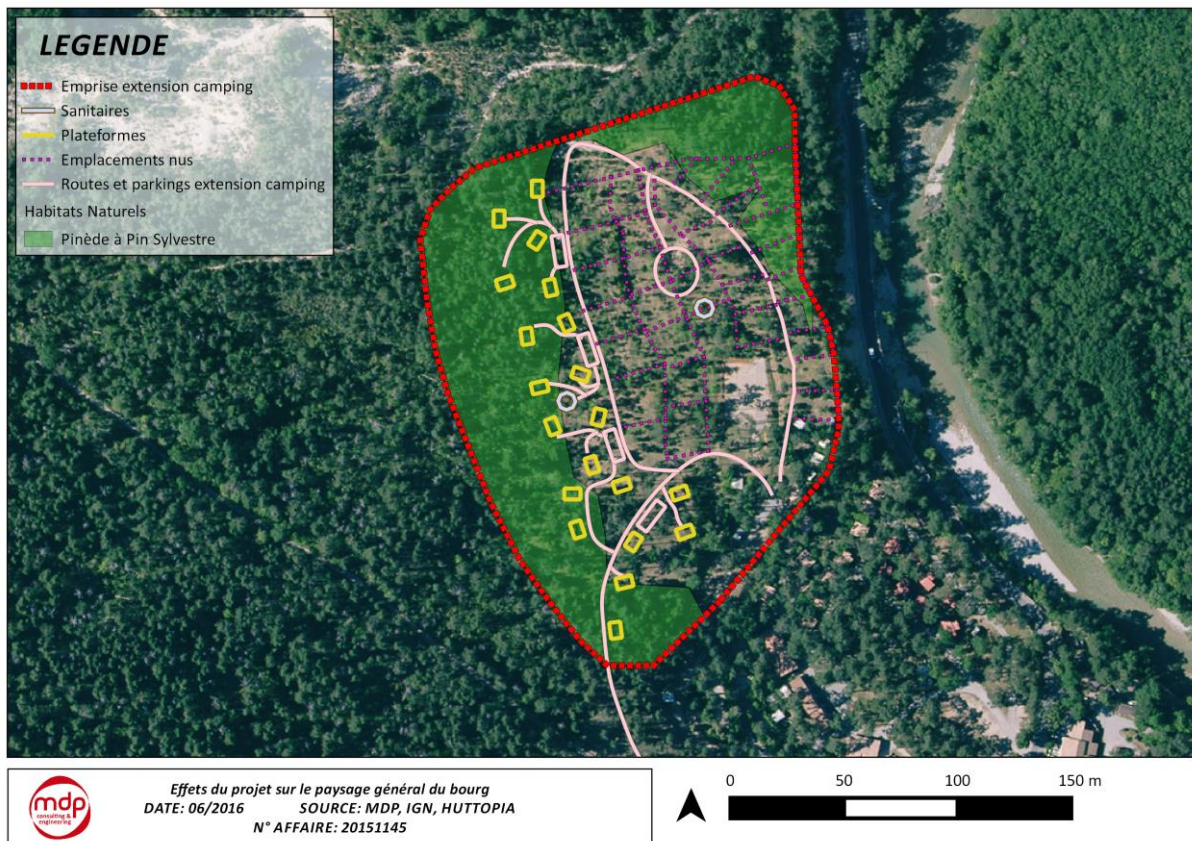 LEGENDE
Emprise extension camping
Sanitaires
Plateformes
Emplacements nus
Routes et parkings extension camping
Habitats Naturels
Pinède à Pin Sylvestre
mdp
consulting &
engineering
Effets du projet sur le paysage général du bourg
DATE: 06/2016 SOURCE: MDP, IGN, HUTTOPIA
N° AFFAIRE: 20151145
0 50 100 150 m